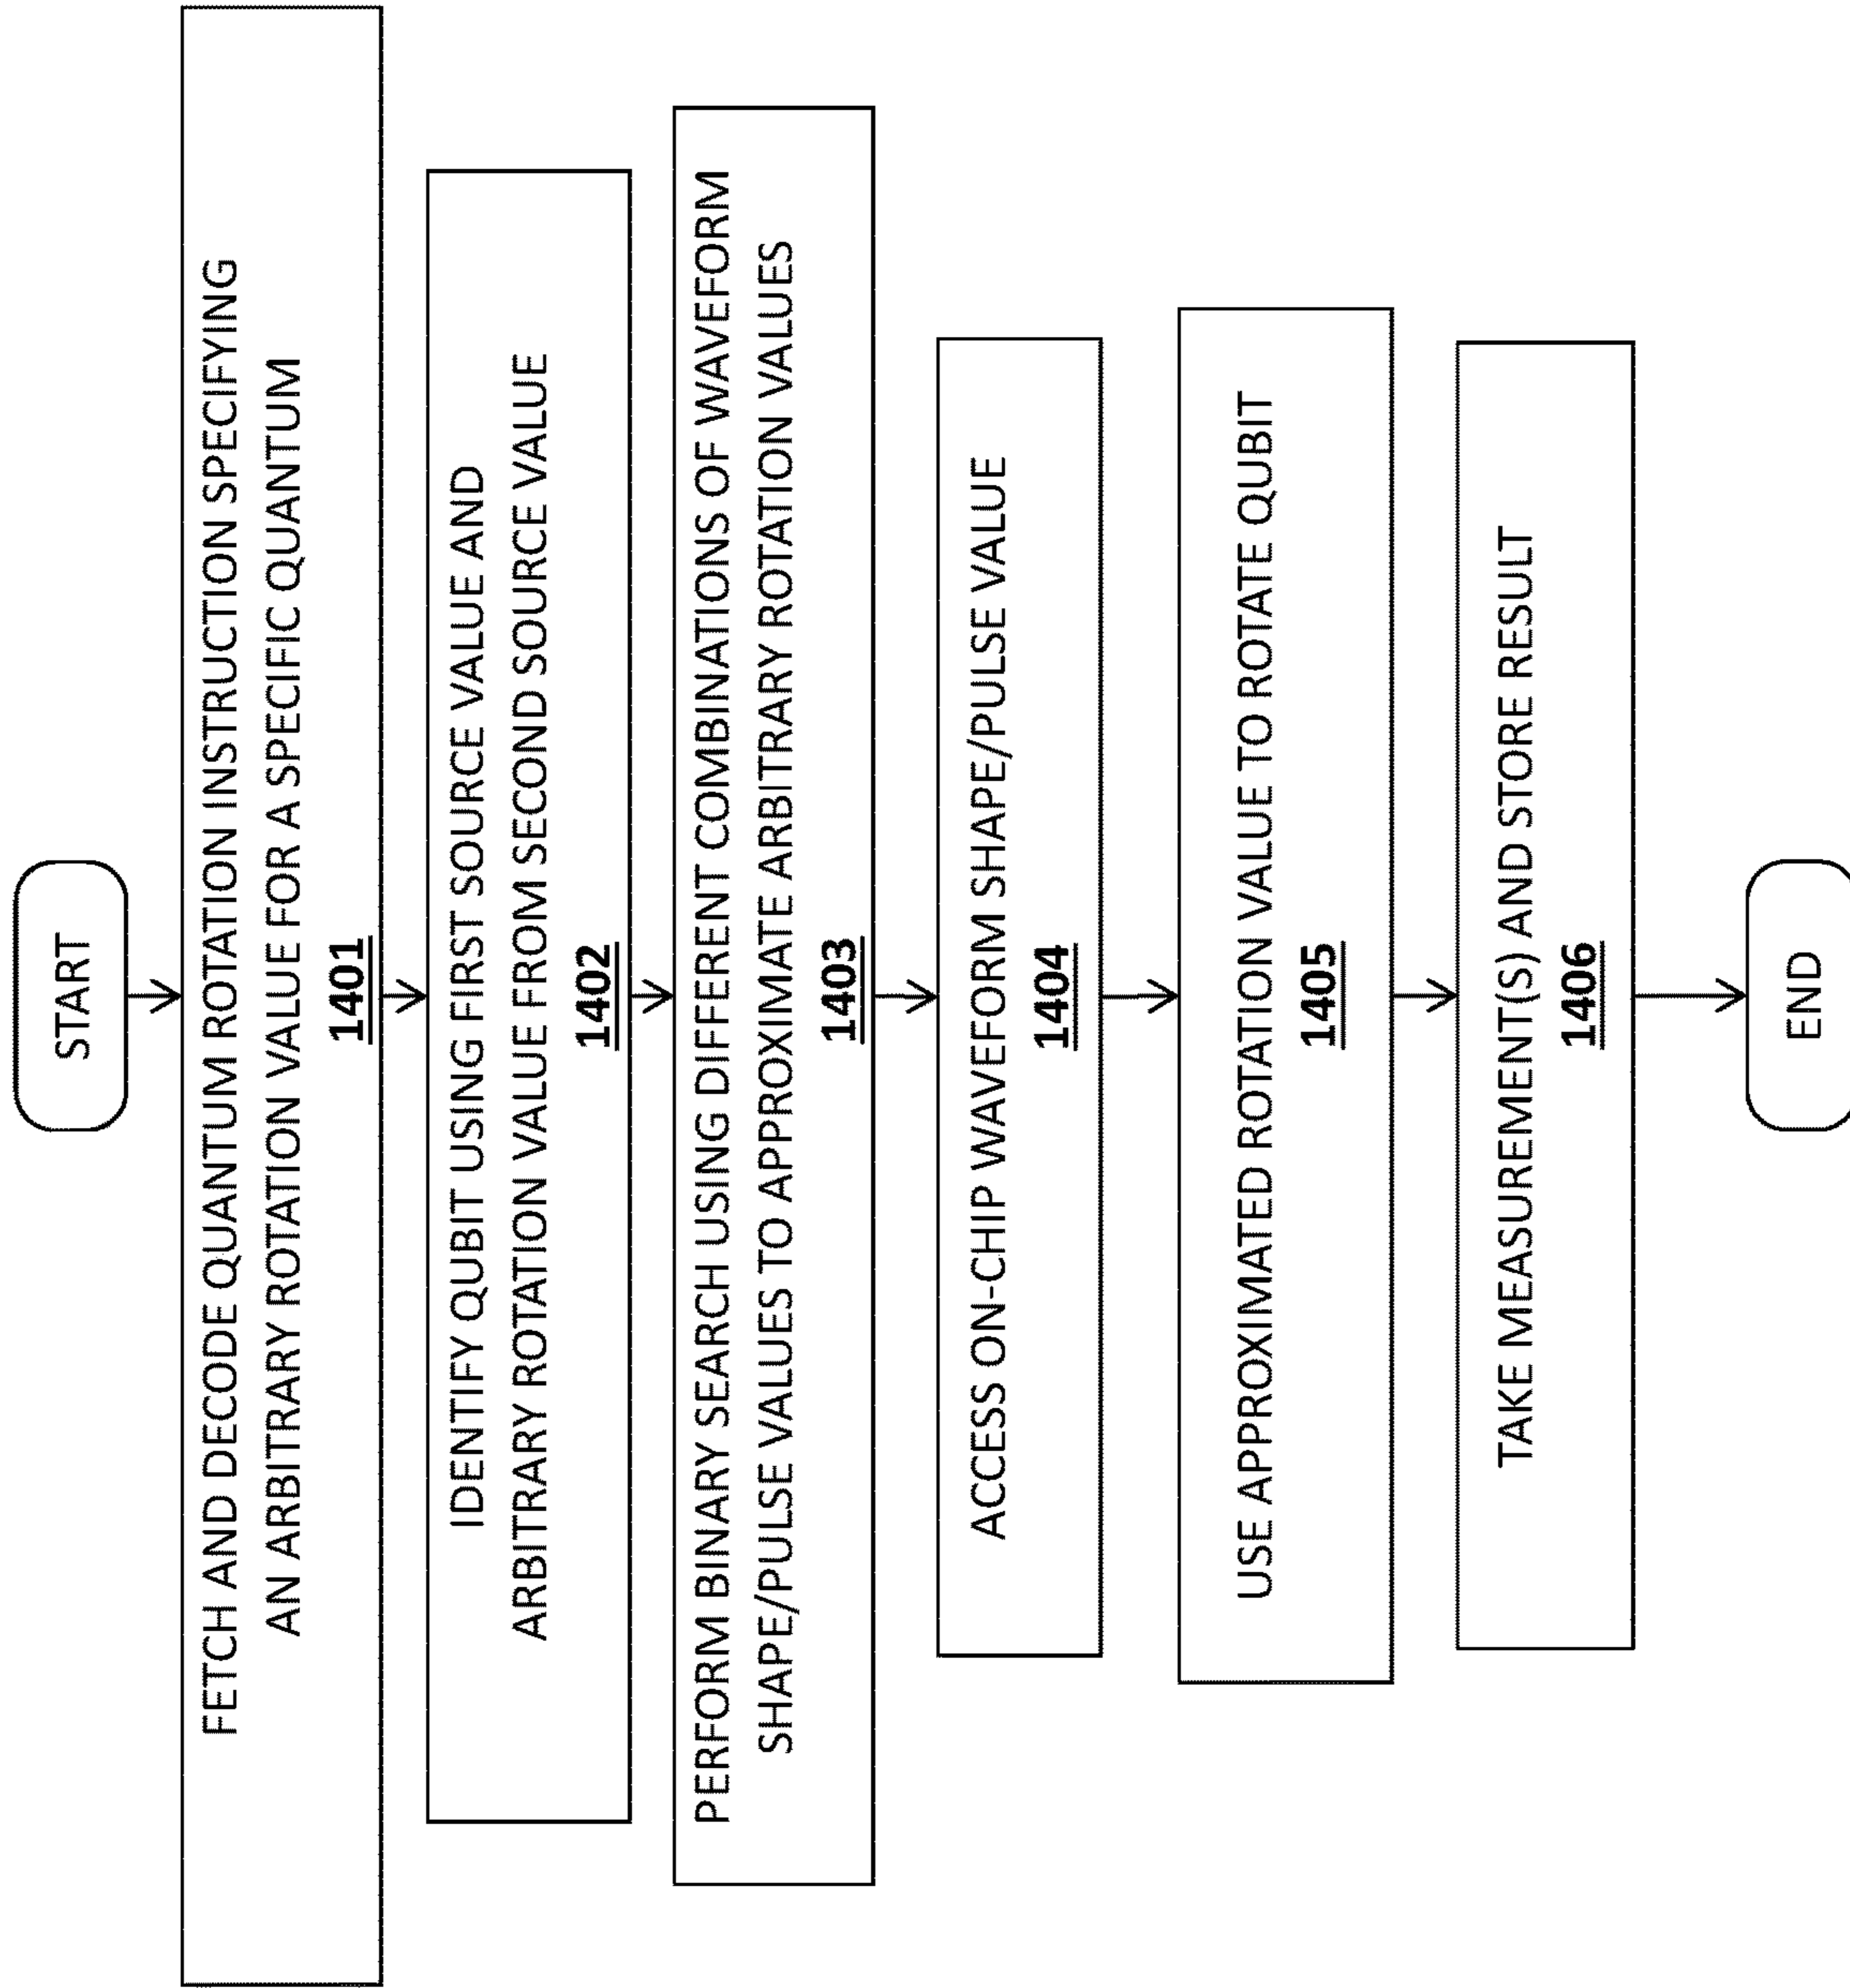 START
FETCH AND DECODE QUANTUM ROTATION INSTRUCTION SPECIFYING
AN ARBITRARY ROTATION VALUE FOR A SPECIFIC QUANTUM
1401
IDENTIFY QUBIT USING FIRST SOURCE VALUE AND
ARBITRARY ROTATION VALUE FROM SECOND SOURCE VALUE
1402
PERFORM BINARY SEARCH USING DIFFERENT COMBINATIONS OF WAVEFORM
SHAPE/PULSE VALUES TO APPROXIMATE ARBITRARY ROTATION VALUES
1403
ACCESS ON-CHIP WAVEFORM SHAPE/PULSE VALUE
1404
USE APPROXIMATED ROTATION VALUE TO ROTATE QUBIT
1405
TAKE MEASUREMENT(S) AND STORE RESULT
1406
END